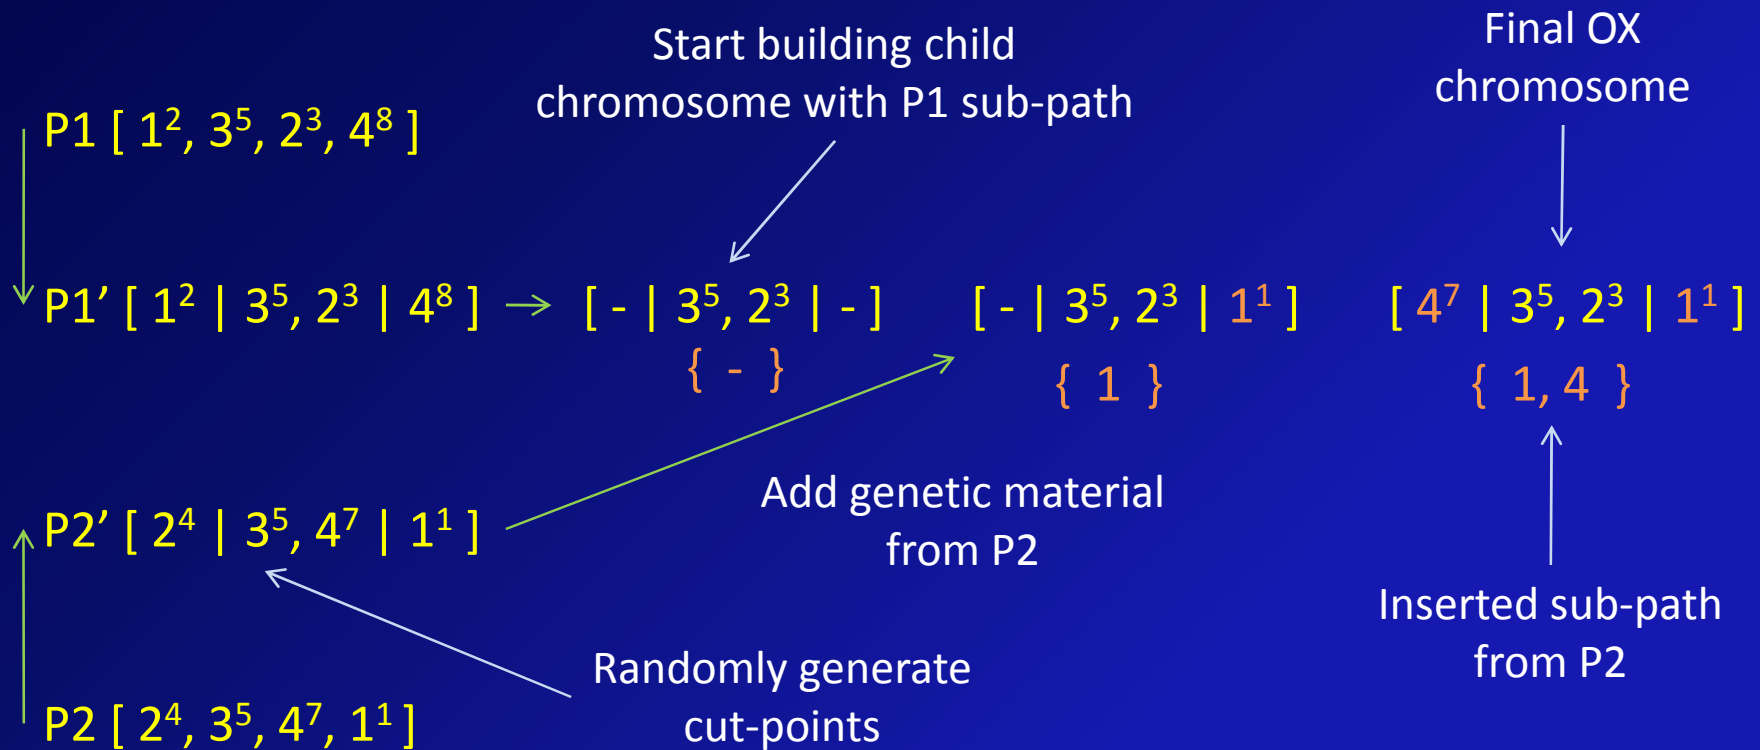 Start building child
chromosome with P1 sub-path
Final OX
chromosome
P1 [ 1², 3⁵, 2³, 4⁸ ]
P1’ [ 1² | 3⁵, 2³ | 4⁸ ]
[ - | 3⁵, 2³ | - ]
[ - | 3⁵, 2³ | 1¹ ]
[ 4⁷ | 3⁵, 2³ | 1¹ ]
{ - }
{ 1 }
{ 1, 4 }
Add genetic material
from P2
P2’ [ 2⁴ | 3⁵, 4⁷ | 1¹ ]
Inserted sub-path
from P2
Randomly generate
cut-points
P2 [ 2⁴, 3⁵, 4⁷, 1¹ ]